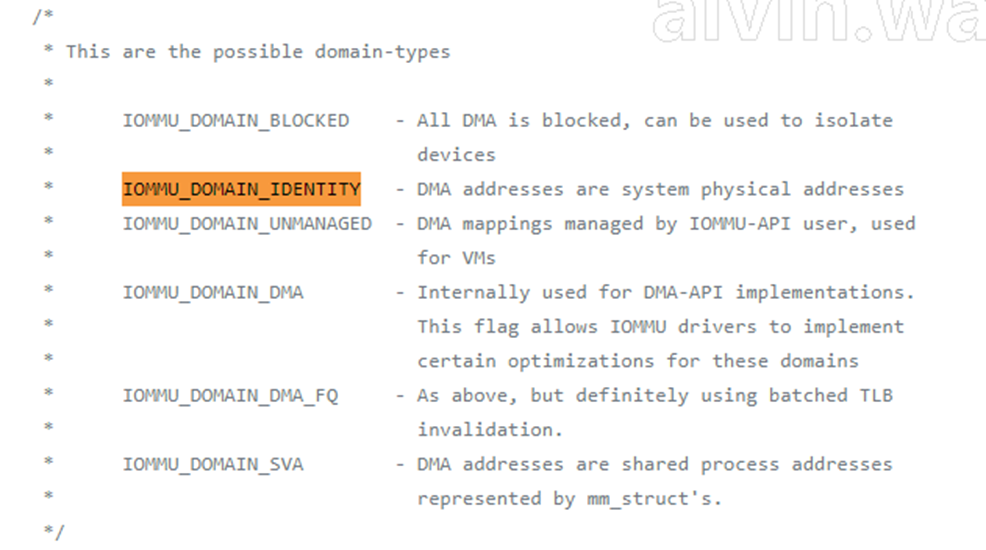 alvin.wa
/*
 * This are the possible domain-types
 *
 *      IOMMU_DOMAIN_BLOCKED    - All DMA is blocked, can be used to isolate
 *                                devices
 *      IOMMU_DOMAIN_IDENTITY   - DMA addresses are system physical addresses
 *      IOMMU_DOMAIN_UNMANAGED  - DMA mappings managed by IOMMU-API user, used
 *                                for VMs
 *      IOMMU_DOMAIN_DMA        - Internally used for DMA-API implementations.
 *                                This flag allows IOMMU drivers to implement
 *                                certain optimizations for these domains
 *      IOMMU_DOMAIN_DMA_FQ     - As above, but definitely using batched TLB
 *                                invalidation.
 *      IOMMU_DOMAIN_SVA        - DMA addresses are shared process addresses
 *                                represented by mm_struct's.
 */